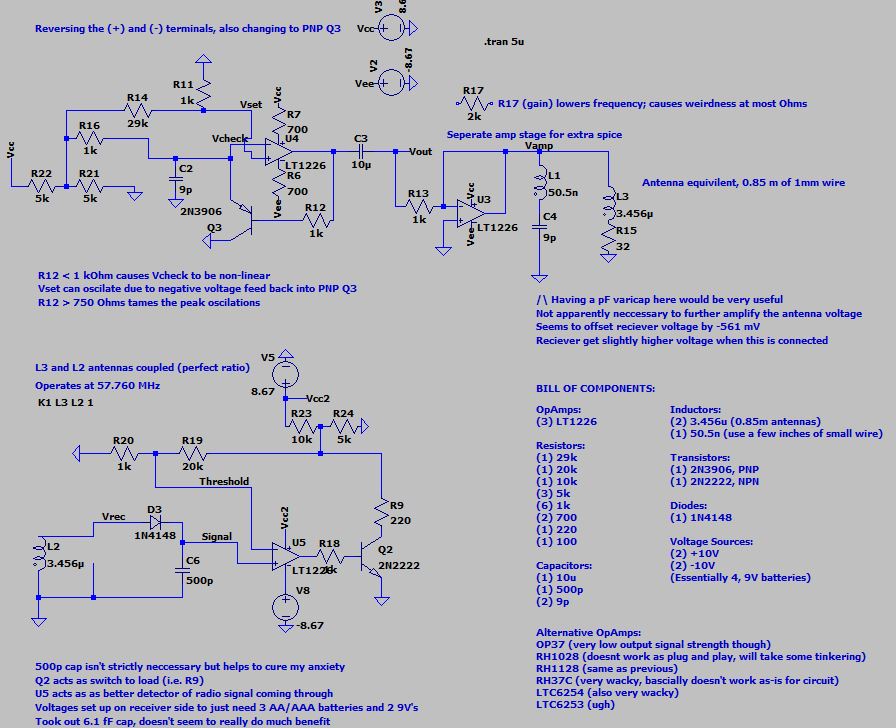 Reversing the (+) and (-) terminals, also changing to PNP Q3
V3
8.6
Vcc
.tran 5u
V2
-8.67
Vee
R17
R17 (gain) lowers frequency; causes weirdness at most Ohms
2k
R11
1k
R14
29k
Vset
Vcc
R7
700
R16
1k
Vcheck
U4
LT1226
C3
10µ
Vout
Seperate amp stage for extra spice
Vamp
Vcc
R22
5k
R21
5k
C2
9p
R6
700
Vee
2N3906
Q3
R12
1k
R13
1k
Vcc
U3
LT1226
Vee
L1
50.5n
C4
9p
L3
3.456µ
R15
32
Antenna equivilent, 0.85 m of 1mm wire
R12 < 1 kOhm causes Vcheck to be non-linear
Vset can oscilate due to negative voltage feed back into PNP Q3
R12 > 750 Ohms tames the peak oscilations
/\ Having a pF varicap here would be very useful
Not apparently neccessary to further amplify the antenna voltage
Seems to offset reciever voltage by -561 mV
Reciever get slightly higher voltage when this is connected
L3 and L2 antennas coupled (perfect ratio)
Operates at 57.760 MHz
K1 L3 L2 1
V5
8.67
Vcc2
R23
10k
R24
5k
R20
1k
R19
20k
Threshold
R9
220
Vrec
D3
1N4148
Signal
Vcc2
U5
LT1226
R18
1k
Q2
2N2222
L2
3.456µ
C6
500p
V8
-8.67
BILL OF COMPONENTS:
OpAmps:
(3) LT1226
Resistors:
(1) 29k
(1) 20k
(1) 10k
(3) 5k
(6) 1k
(2) 700
(1) 220
(1) 100
Capacitors:
(1) 10u
(1) 500p
(2) 9p
Inductors:
(2) 3.456u (0.85m antennas)
(1) 50.5n (use a few inches of small wire)
Transistors:
(1) 2N3906, PNP
(1) 2N2222, NPN
Diodes:
(1) 1N4148
Voltage Sources:
(2) +10V
(2) -10V
(Essentially 4, 9V batteries)
Alternative OpAmps:
OP37 (very low output signal strength though)
RH1028 (doesnt work as plug and play, will take some tinkering)
RH1128 (same as previous)
RH37C (very wacky, bascially doesn't work as-is for circuit)
LTC6254 (also very wacky)
LTC6253 (ugh)
500p cap isn't strictly neccessary but helps to cure my anxiety
Q2 acts as switch to load (i.e. R9)
U5 acts as as better detector of radio signal coming through
Voltages set up on receiver side to just need 3 AA/AAA batteries and 2 9V's
Took out 6.1 fF cap, doesn't seem to really do much benefit